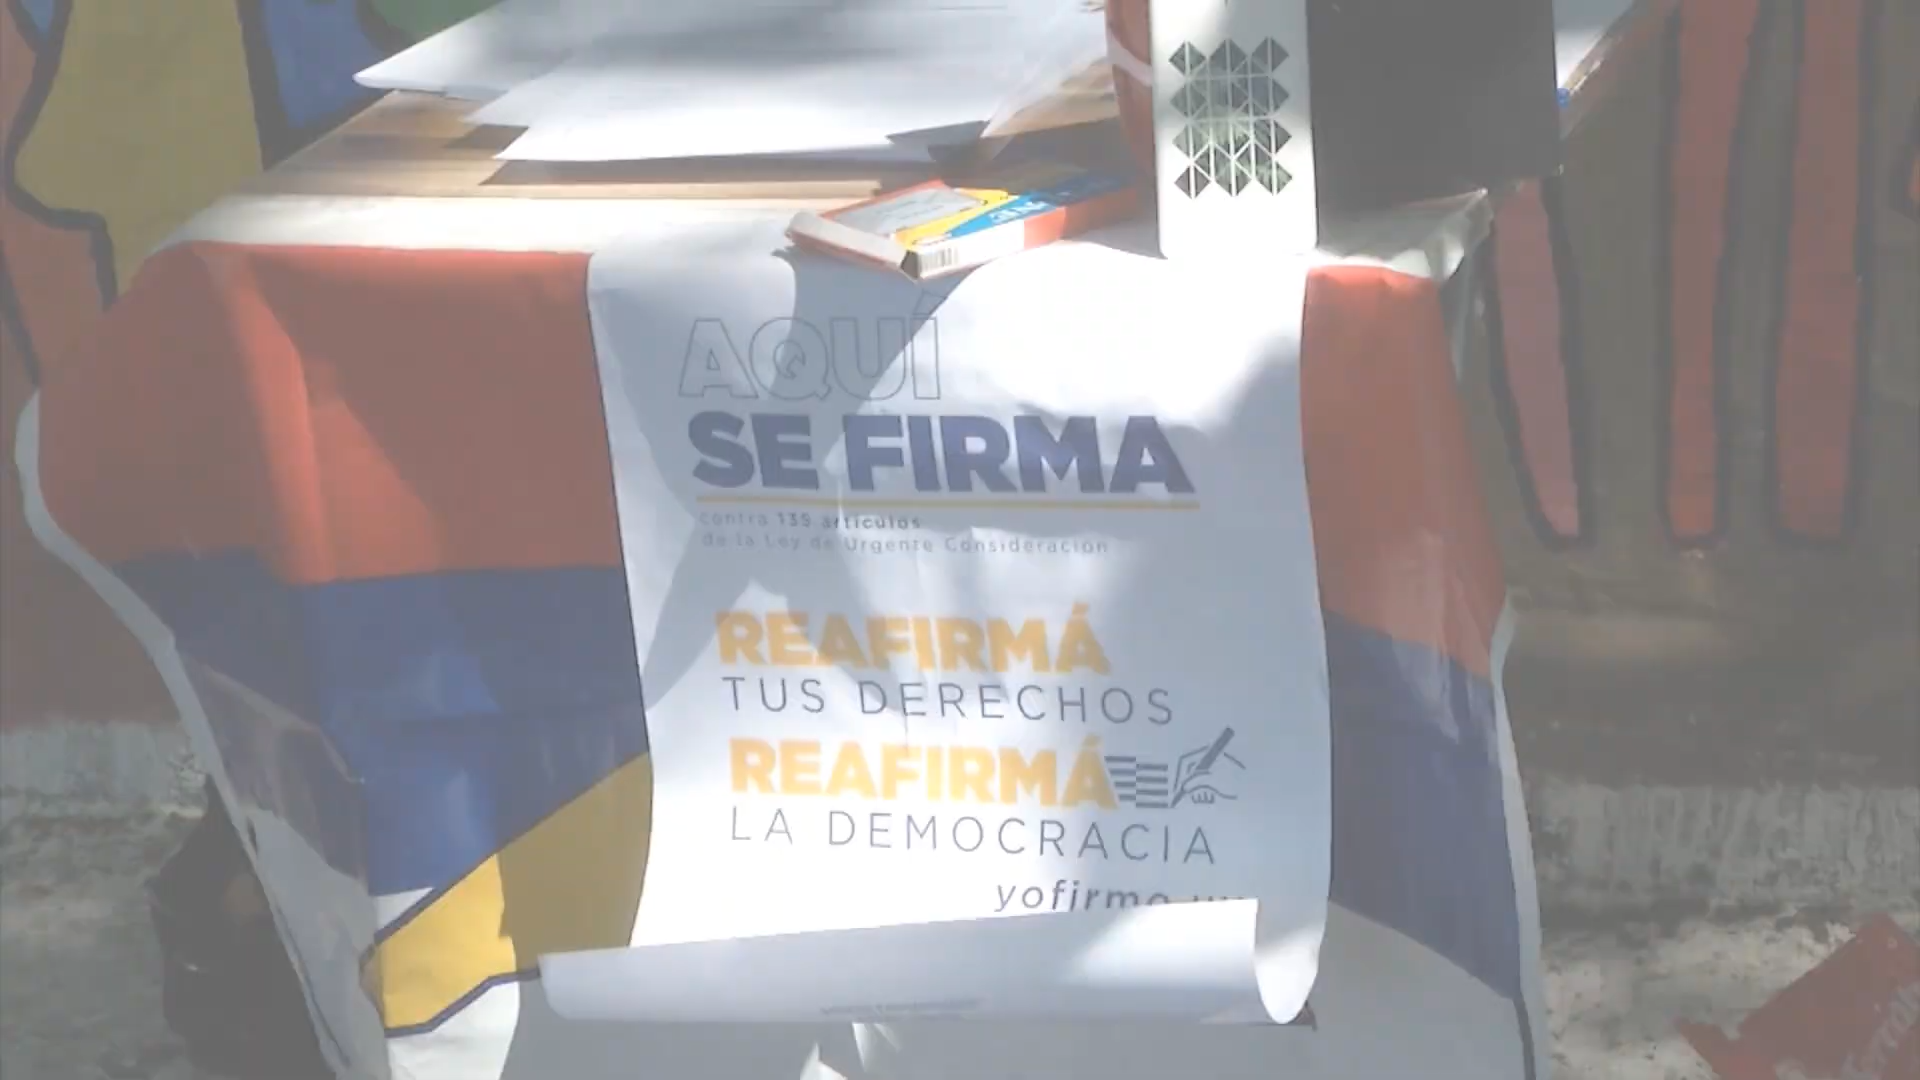 AQUÍ
SE FIRMA
contra 135 artículos
de la Ley de Urgente Consideración
REAFIRMÁ
TUS DERECHOS
REAFIRMÁ
LA DEMOCRACIA